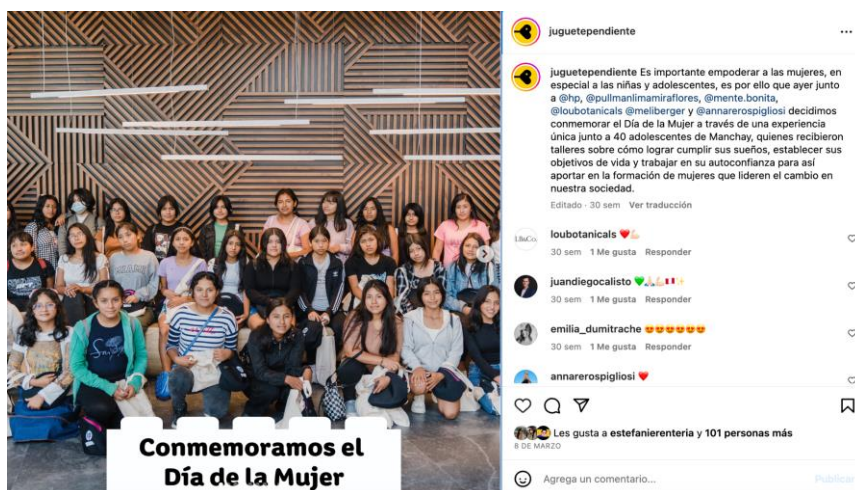 Conmemoramos el
Día de la Mujer
juguetependiente
juguetependiente Es importante empoderar a las mujeres, en
especial a las niñas y adolescentes, es por ello que ayer junto
a @hp, @pullmanlimamiraflores, @mente.bonita,
@loubotanicals @meliberger y @annarerospigliosi decidimos
conmemorar el Día de la Mujer a través de una experiencia
única junto a 40 adolescentes de Manchay, quienes recibieron
talleres sobre cómo lograr cumplir sus sueños, establecer sus
objetivos de vida y trabajar en su autoconfianza para así
aportar en la formación de mujeres que lideren el cambio en
nuestra sociedad.
Editado · 30 sem Ver traducción
loubotanicals ❤️💪🏻
30 sem 1 Me gusta Responder
juandiegocalisto 💚🙏🏻💪🏻🇵🇪✨
30 sem 1 Me gusta Responder
emilia_dumitrache 😍😍😍😍😍😍
30 sem 1 Me gusta Responder
annarerospigliosi ❤️
Les gusta a estefanierenteria y 101 personas más
8 DE MARZO
Agrega un comentario...
Publicar